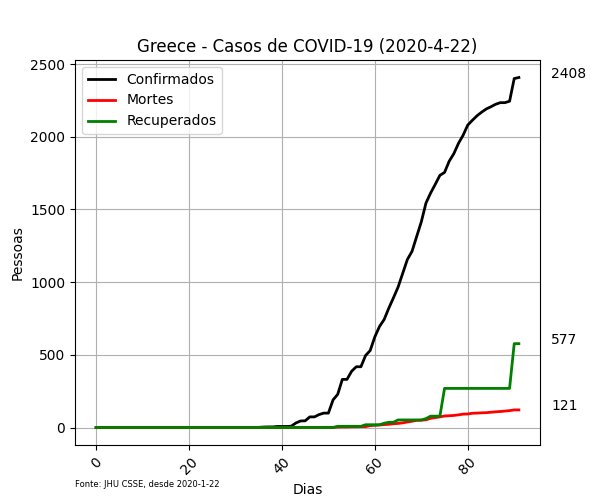 Greece - Casos de COVID-19 (2020-4-22)
Confirmados
Mortes
Recuperados
2500
2000
1500
1000
500
0
Pessoas
2408
577
121
0
20
40
60
80
Dias
Fonte: JHU CSSE, desde 2020-1-22